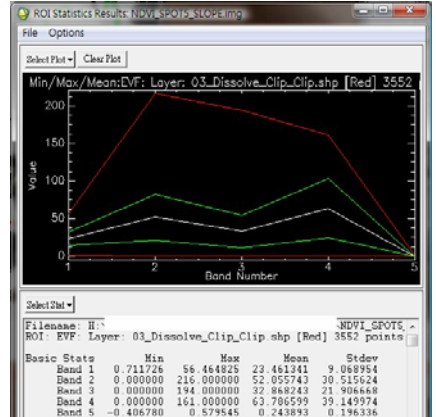 ROI Statistics Results: NDVI_SPOT5_SLOPE.img
File Options
Select Plot Clear Plot
Min/Max/Mean:EVF: Layer: 03_Dissolve_Clip_Clip.shp [Red] 3552
200
150
100
50
0
Value
1 2 3 4 5
Band Number
Select Stat
Filename: H:\ \NDVI_SPOT5_
ROI: EVF: Layer: 03_Dissolve_Clip_Clip.shp [Red] 3552 points
Basic Stats Min Max Mean Stdev
Band 1 0.711726 56.464825 23.461341 9.068954
Band 2 0.000000 216.000000 52.055743 30.515624
Band 3 0.000000 194.000000 32.868243 21.906668
Band 4 0.000000 161.000000 63.786599 39.149974
Band 5 -0.406780 0.579545 0.243893 0.196336